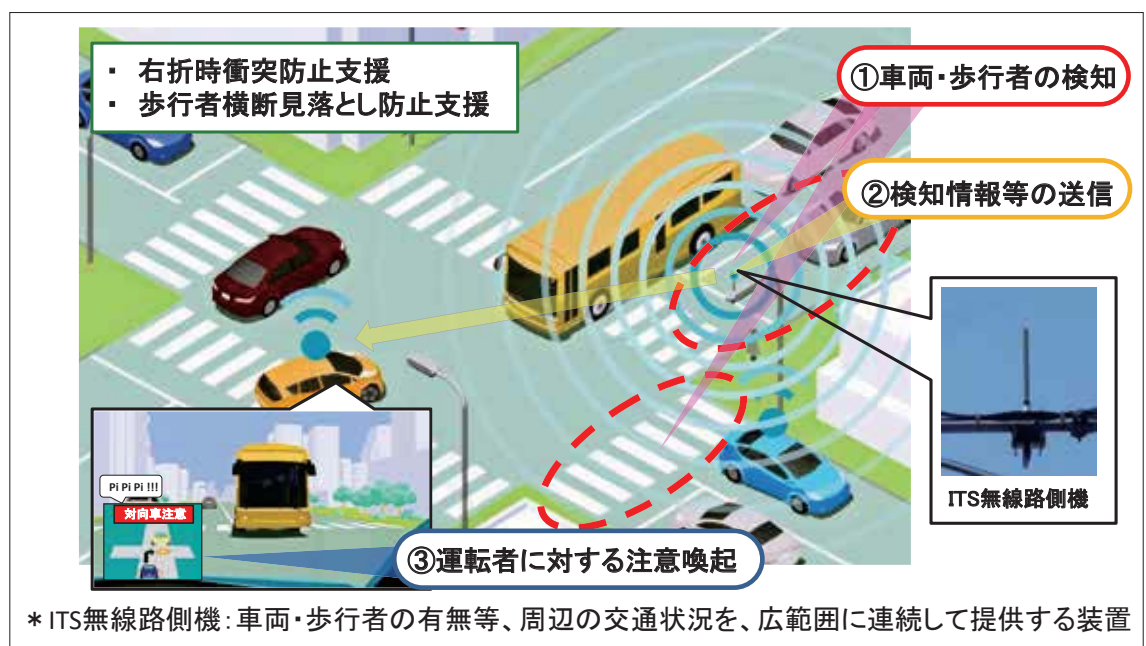 ・ 右折時衝突防止支援
・ 歩行者横断見落とし防止支援
①車両・歩行者の検知
②検知情報等の送信
ITS無線路側機
Pi Pi Pi !!!
対向車注意
③運転者に対する注意喚起
＊ITS無線路側機：車両・歩行者の有無等、周辺の交通状況を、広範囲に連続して提供する装置